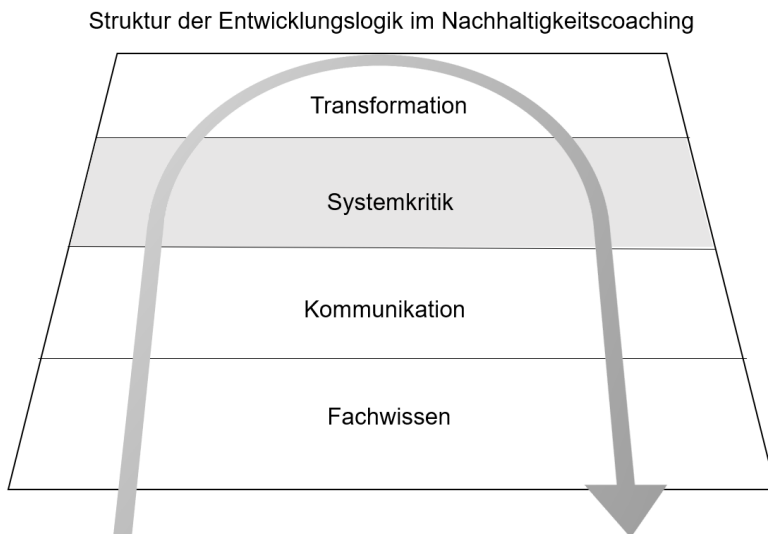 Struktur der Entwicklungslogik im Nachhaltigkeitscoaching
Transformation
Systemkritik
Kommunikation
Fachwissen